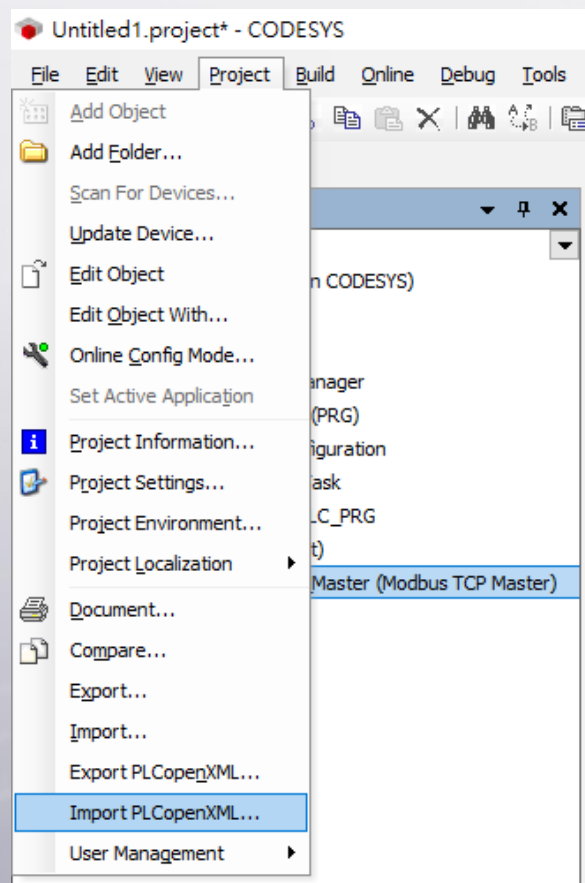 Untitled1.project* - CODESYS
File Edit View Project Build Online Debug Tools
Add Object
Add Folder...
Scan For Devices...
Update Device...
Edit Object
n CODESYS)
Edit Object With...
Online Config Mode...
anager
Set Active Application
(PRG)
Project Information...
iguration
Project Settings...
ask
Project Environment...
LC_PRG
Project Localization
t)
Master (Modbus TCP Master)
Document...
Compare...
Export...
Import...
Export PLCopenXML...
Import PLCopenXML...
User Management